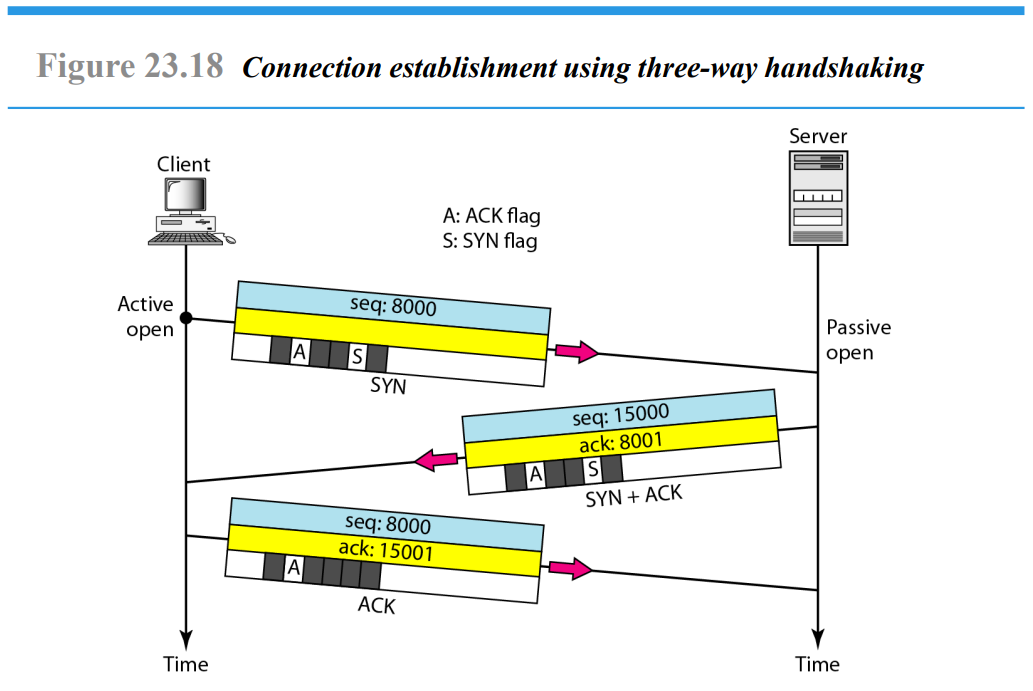 Figure 23.18 Connection establishment using three-way handshaking
Client
Server
A: ACK flag
S: SYN flag
Active
open
Passive
open
seq: 8000
A S
SYN
seq: 15000
ack: 8001
A S
SYN + ACK
seq: 8000
ack: 15001
A
ACK
Time
Time